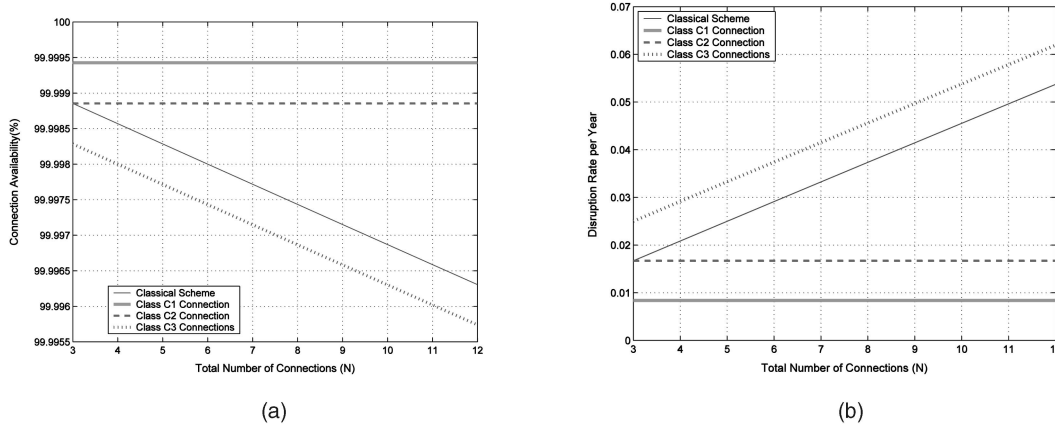 100
99.9995
99.999
99.9985
99.998
99.9975
99.997
99.9965
99.996
99.9955
Connection Availability(%)
Classical Scheme
Class C1 Connection
Class C2 Connection
Class C3 Connections
3 4 5 6 7 8 9 10 11 12
Total Number of Connections (N)
(a)
0.07
0.06
0.05
0.04
0.03
0.02
0.01
0
Disruption Rate per Year
Classical Scheme
Class C1 Connection
Class C2 Connection
Class C3 Connections
3 4 5 6 7 8 9 10 11
Total Number of Connections (N)
(b)